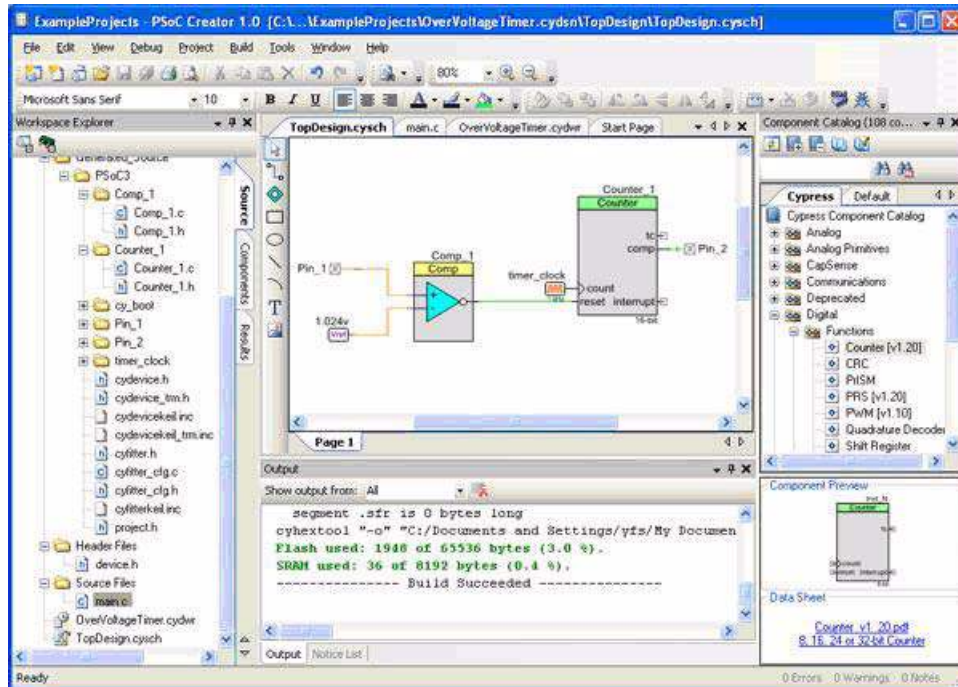 ExampleProjects - PSoC Creator 1.0 [C:\...\ExampleProjects\OverVoltageTimer.cydsn\TopDesign\TopDesign.cysch]
File Edit View Debug Project Build Tools Window Help
80%
Microsoft Sans Serif 10 B I U
Workspace Explorer
Generated_Source
PSoC3
Comp_1
Comp_1.c
Comp_1.h
Counter_1
Counter_1.c
Counter_1.h
cy_boot
Pin_1
Pin_2
timer_clock
cydevice.h
cydevice_trm.h
cydevicekeil.inc
cydevicekeil_trm.inc
cyfitter.h
cyfitter_cfg.c
cyfitter_cfg.h
cyfitterkeil.inc
project.h
Header Files
device.h
Source Files
main.c
OverVoltageTimer.cydwr
TopDesign.cysch
Source
Components
Results
TopDesign.cysch main.c OverVoltageTimer.cydwr Start Page
Counter_1
Counter
tc
comp
Pin_2
Comp_1
Comp
Pin_1
timer_clock
count
reset interrupt
16-bit
1.024v
Vref
Page 1
Output
Show output from: All
segment .sfr is 0 bytes long
cyhextool "-o" "C:/Documents and Settings/yfs/My Documen
Flash used: 1948 of 65536 bytes (3.0 %).
SRAM used: 36 of 8192 bytes (0.4 %).
--------------- Build Succeeded ---------------
Output Notice List
Component Catalog (108 co...
Cypress Default
Cypress Component Catalog
Analog
Analog Primitives
CapSense
Communications
Deprecated
Digital
Functions
Counter [v1.20]
CRC
PrISM
PRS [v1.20]
PWM [v1.10]
Quadrature Decoder
Shift Register
Component Preview
Counter
Data Sheet
Counter_v1_20.pdf
8, 16, 24 or 32-bit Counter
Ready
0 Errors 0 Warnings 0 Notes